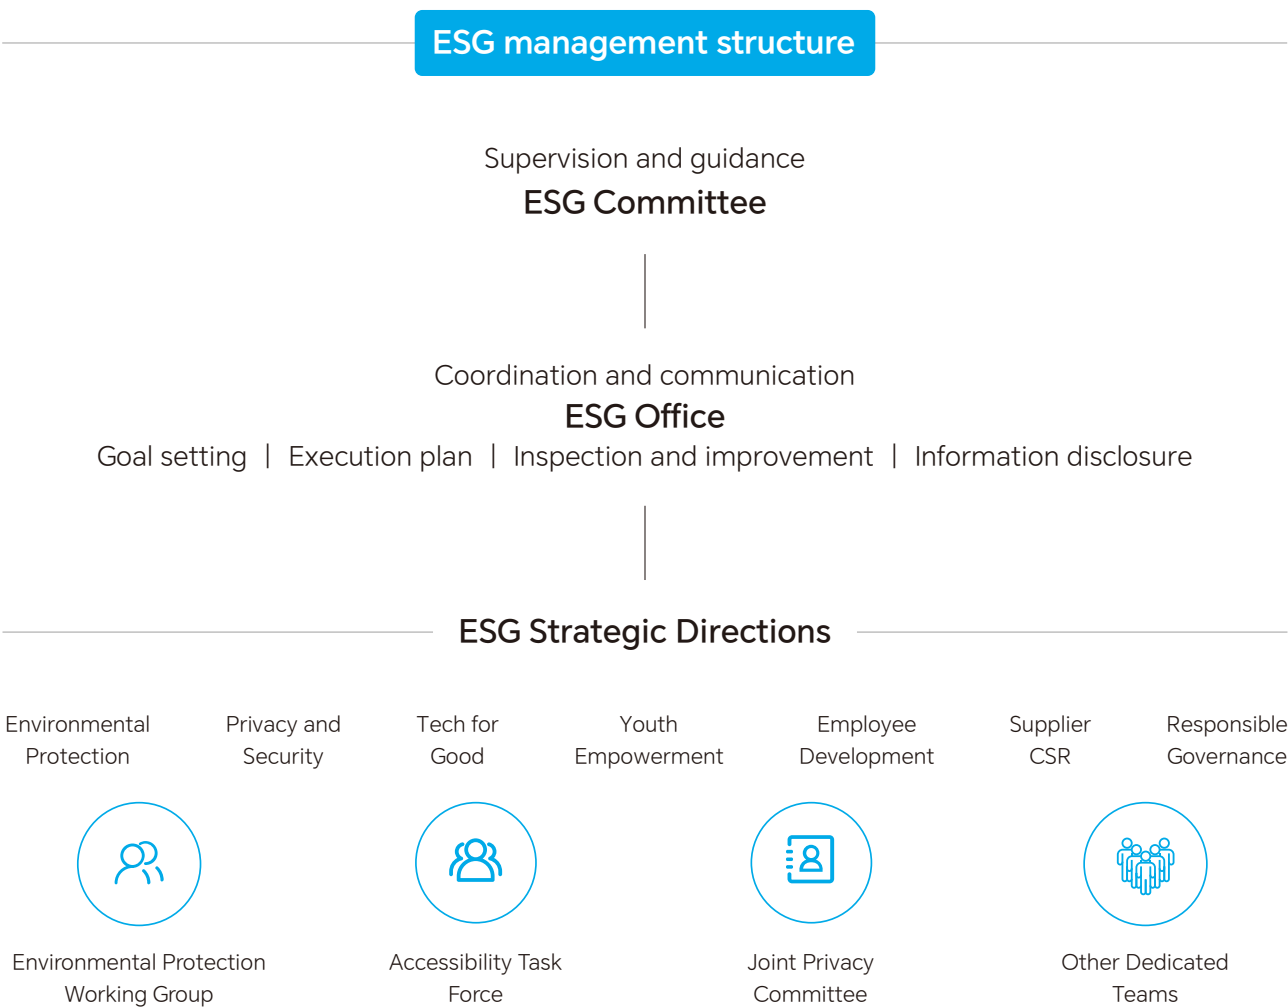 ESG management structure
Supervision and guidance
ESG Committee
Coordination and communication
ESG Office
Goal setting | Execution plan | Inspection and improvement | Information disclosure
ESG Strategic Directions
Environmental
Protection
Privacy and
Security
Tech for
Good
Youth
Empowerment
Employee
Development
Supplier
CSR
Responsible
Governance
Environmental Protection
Working Group
Accessibility Task
Force
Joint Privacy
Committee
Other Dedicated
Teams